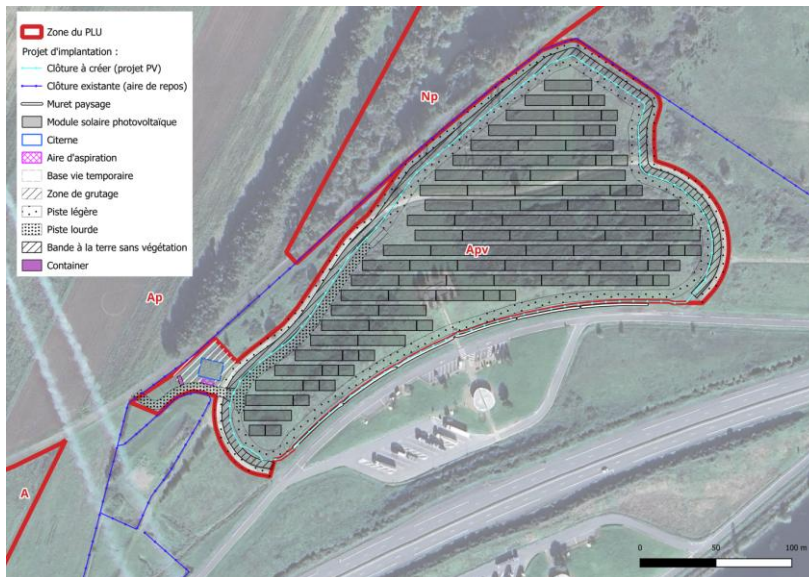 Zone du PLU
Projet d'implantation :
Clôture à créer (projet PV)
Clôture existante (aire de repos)
Muret paysage
Module solaire photovoltaïque
Citerne
Aire d'aspiration
Base vie temporaire
Zone de grutage
Piste légère
Piste lourde
Bande à la terre sans végétation
Container
Np
Apv
Ap
A
0 50 100 m